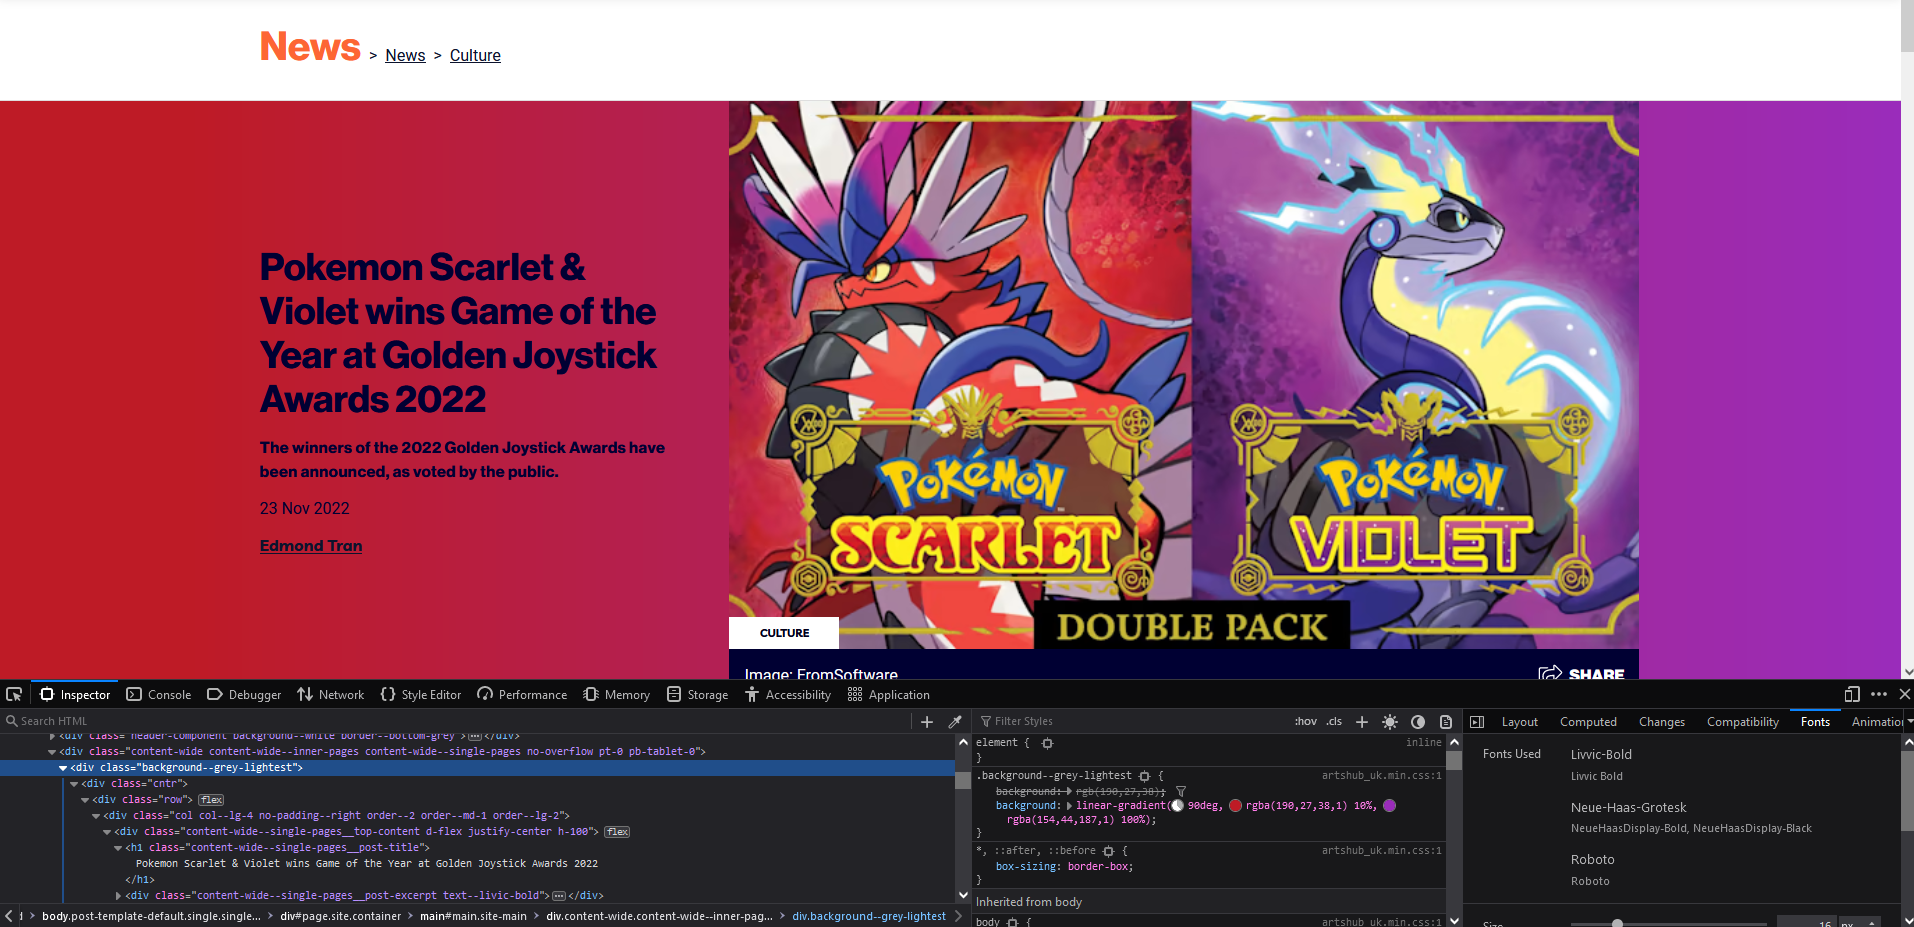 News > News > Culture
Pokemon Scarlet &
Violet wins Game of the
Year at Golden Joystick
Awards 2022
The winners of the 2022 Golden Joystick Awards have
been announced, as voted by the public.
23 Nov 2022
Edmond Tran
POKéMON
SCARLET
POKéMON
VIOLET
DOUBLE PACK
CULTURE
Image: FromSoftware
SHARE
Inspector Console Debugger Network Style Editor Performance Memory Storage Accessibility Application
Search HTML
<div class="header-component background--white border--bottom-grey"></div>
<div class="content-wide content-wide--inner-pages content-wide--single-pages no-overflow pt-0 pb-tablet-0">
<div class="background--grey-lightest">
<div class="cntr">
<div class="row"> flex
<div class="col col--lg-4 no-padding--right order--2 order--md-1 order--lg-2">
<div class="content-wide--single-pages__top-content d-flex justify-center h-100"> flex
<h1 class="content-wide--single-pages__post-title">
Pokemon Scarlet & Violet wins Game of the Year at Golden Joystick Awards 2022
</h1>
<div class="content-wide--single-pages__post-excerpt text--livic-bold"></div>
d > body.post-template-default.single.single... > div#page.site.container > main#main.site-main > div.content-wide.content-wide--inner-pag... > div.background--grey-lightest
Filter Styles :hov .cls
element { inline
}
.background--grey-lightest { artshub_uk.min.css:1
background: rgb(190,27,38);
background: linear-gradient( 90deg, rgba(190,27,38,1) 10%,
rgba(154,44,187,1) 100%);
}
*, ::after, ::before { artshub_uk.min.css:1
box-sizing: border-box;
}
Inherited from body
body { artshub_uk.min.css:1
Layout Computed Changes Compatibility Fonts Animation
Fonts Used Livvic-Bold
Livvic Bold
Neue-Haas-Grotesk
NeueHaasDisplay-Bold, NeueHaasDisplay-Black
Roboto
Roboto
Size 16 px